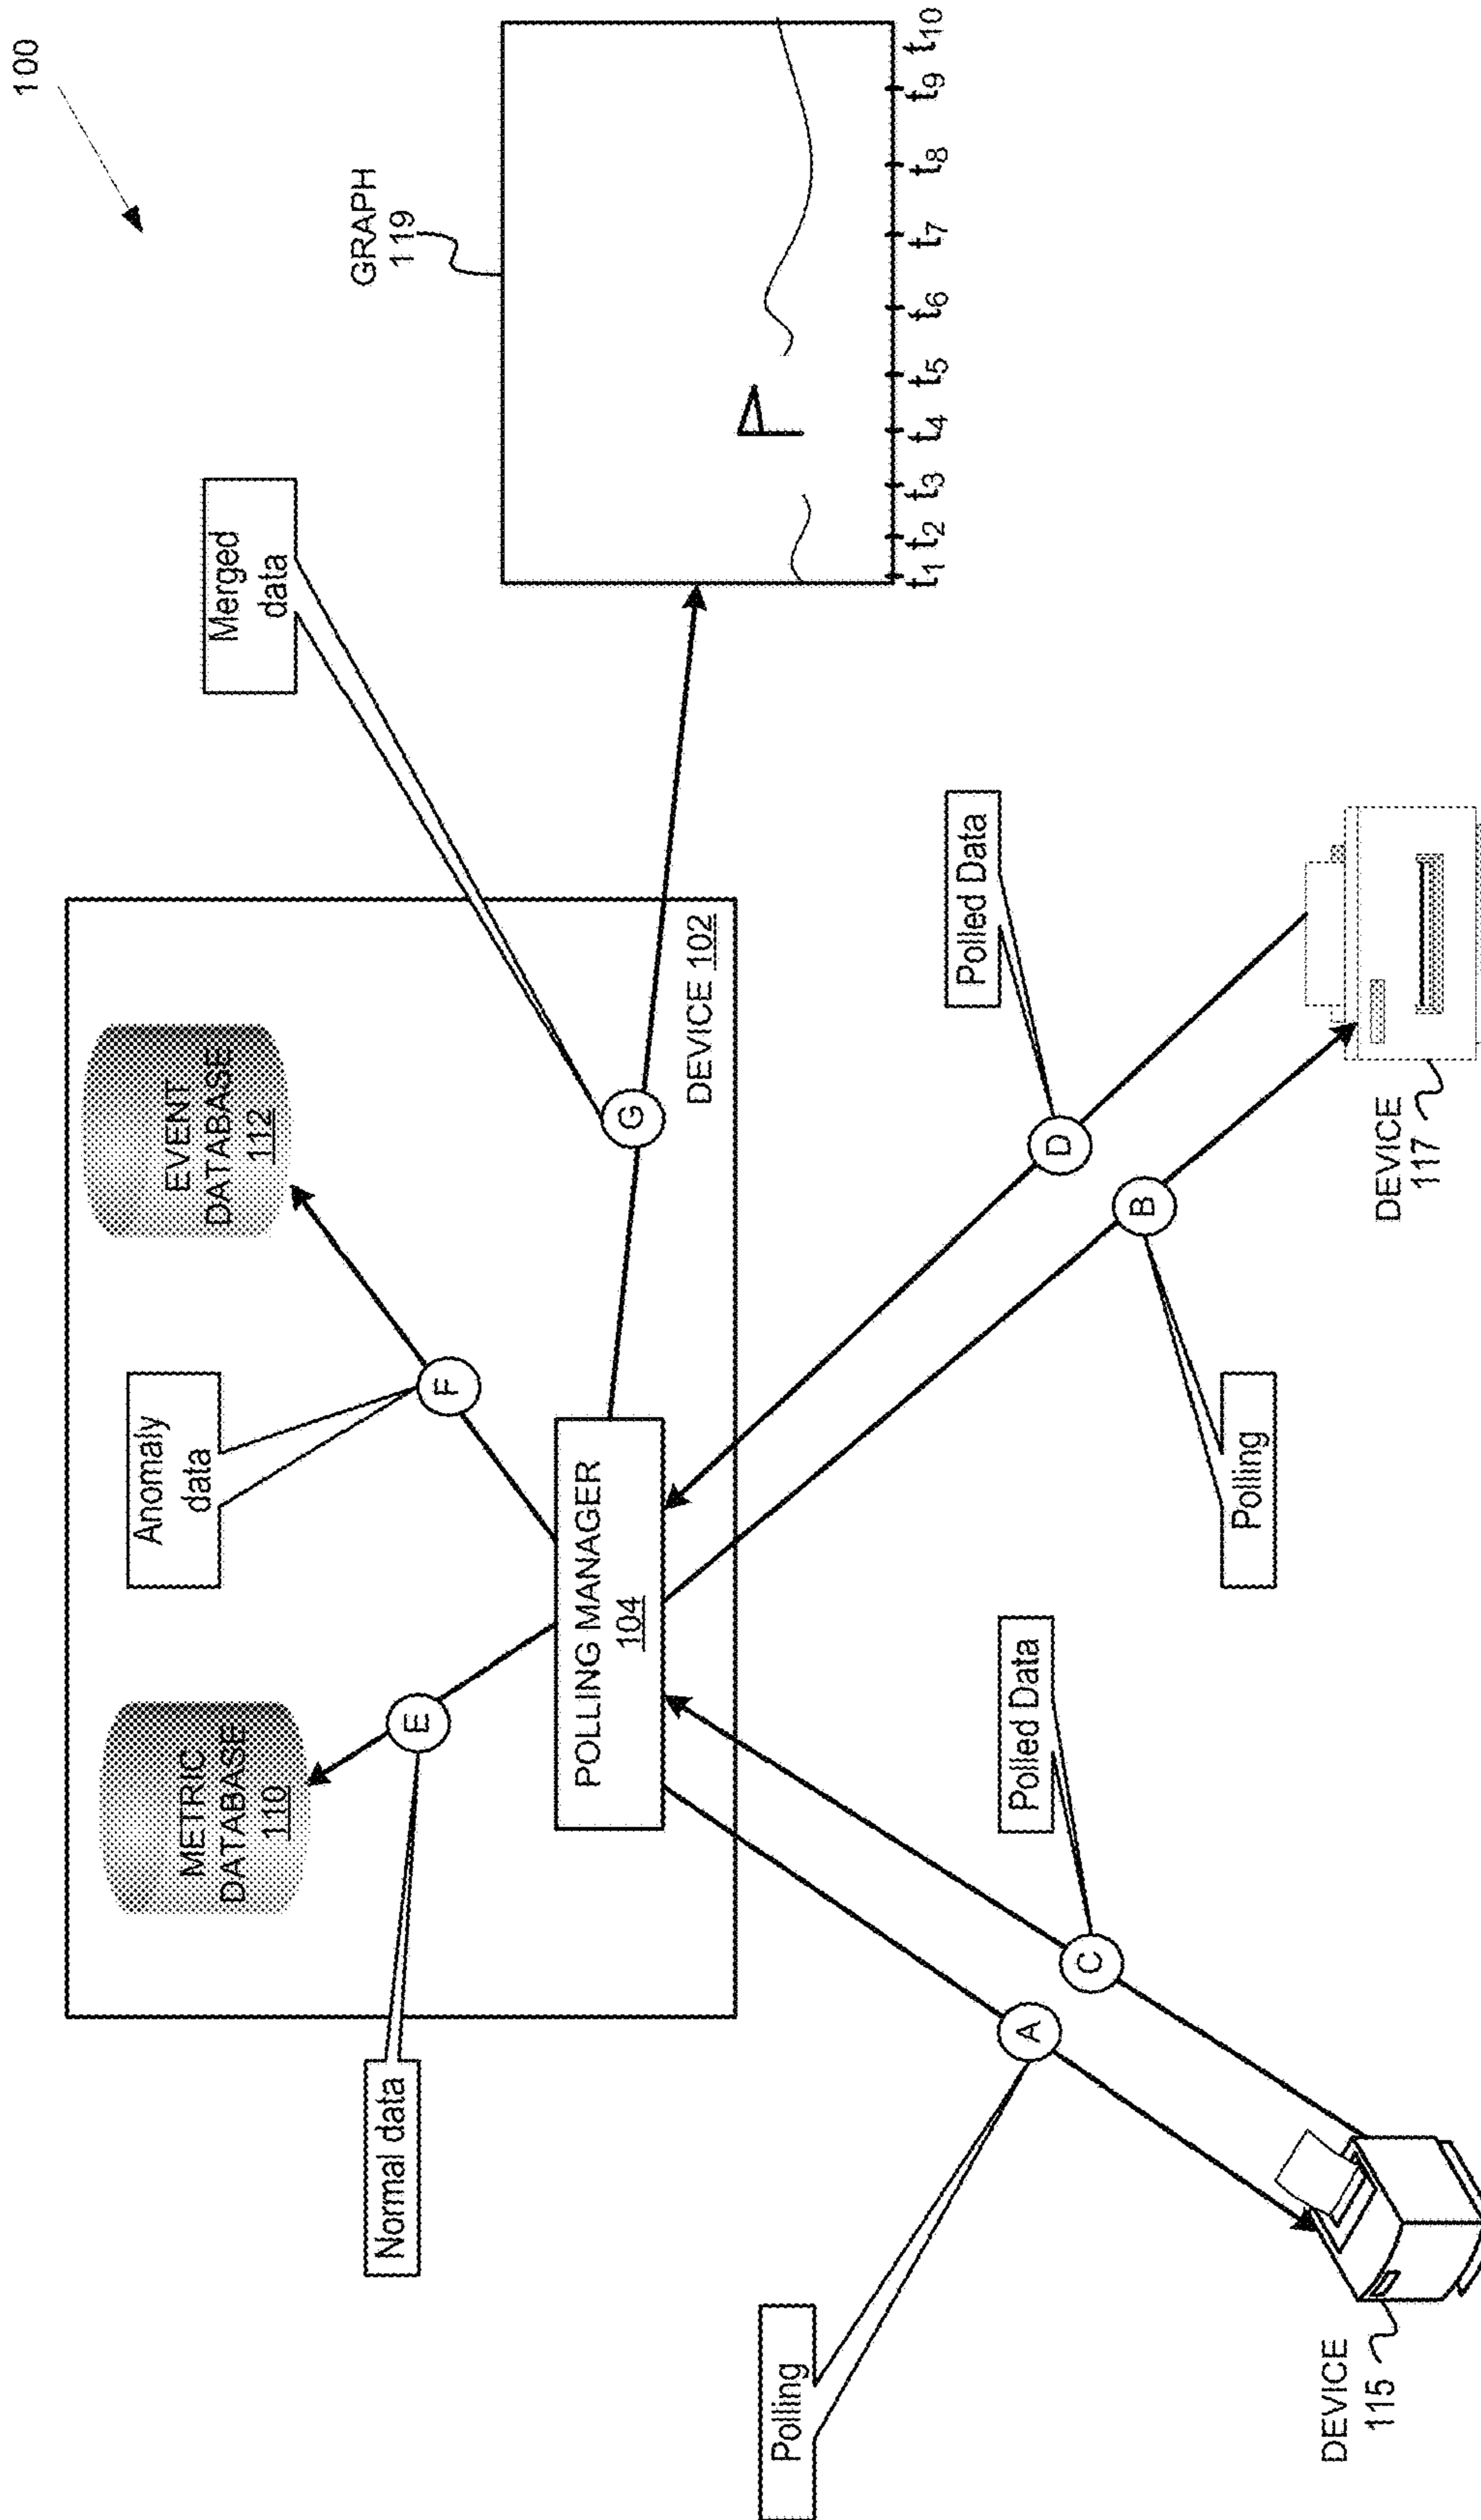 100
METRIC
DATABASE
110
EVENT
DATABASE
112
Anomaly
data
Normal data
E
F
POLLING MANAGER
104
G
DEVICE 102
Merged
data
GRAPH
119
t1 t2 t3 t4 t5 t6 t7 t8 t9 t10
Polling
A
C
Polled Data
Polled Data
D
B
Polling
DEVICE
115
DEVICE
117